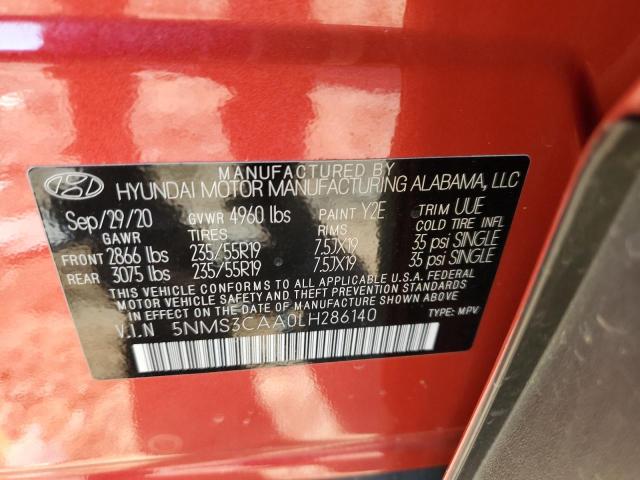 MANUFACTURED BY
HYUNDAI MOTOR MANUFACTURING ALABAMA, LLC
Sep/29/20 GVWR 4960 lbs PAINT Y2E TRIM UUE
GAWR TIRES RIMS COLD TIRE INFL
FRONT 2866 lbs 235/55R19 7.5JX19 35 psi SINGLE
REAR 3075 lbs 235/55R19 7.5JX19 35 psi SINGLE
THIS VEHICLE CONFORMS TO ALL APPLICABLE U.S.A. FEDERAL
MOTOR VEHICLE SAFETY AND THEFT PREVENTION STANDARDS
IN EFFECT ON THE DATE OF MANUFACTURE SHOWN ABOVE
V.I.N 5NMS3CAA0LH286140 TYPE: MPV